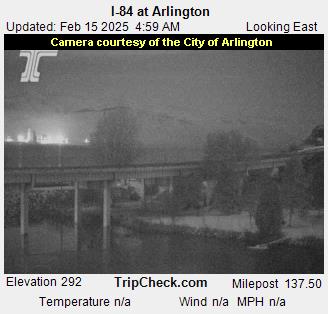 I-84 at Arlington
Updated: Feb 15 2025 4:59 AM Looking East
Camera courtesy of the City of Arlington
Elevation 292 TripCheck.com Milepost 137.50
Temperature n/a Wind n/a MPH n/a